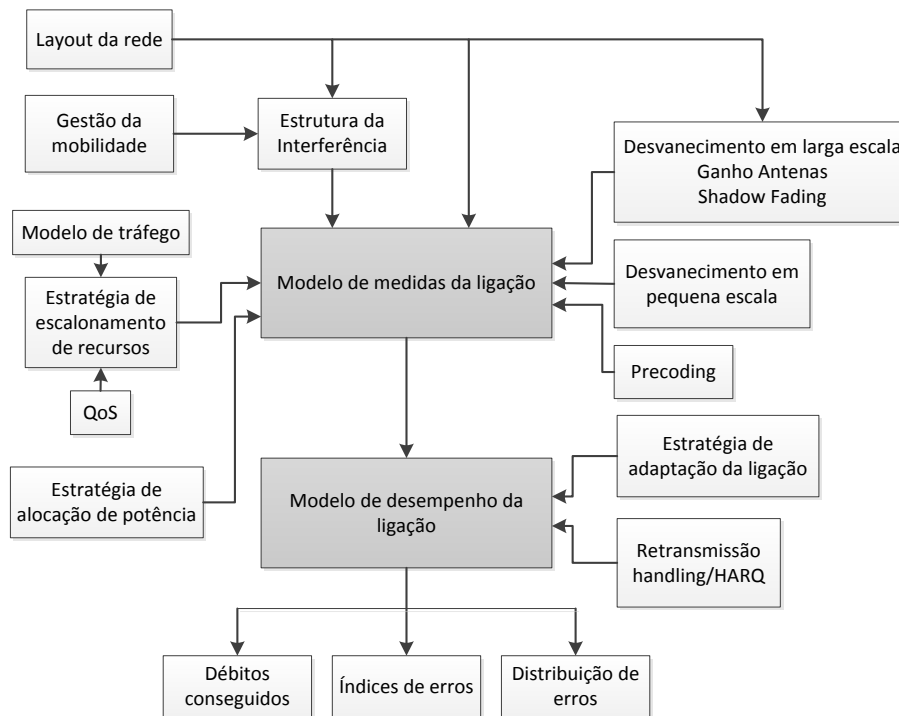 Layout da rede
Gestão da
mobilidade
Estrutura da
Interferência
Desvanecimento em larga escala
Ganho Antenas
Shadow Fading
Modelo de tráfego
Estratégia de
escalonamento
de recursos
QoS
Modelo de medidas da ligação
Desvanecimento em
pequena escala
Precoding
Estratégia de
alocação de potência
Modelo de desempenho da
ligação
Estratégia de
adaptação da ligação
Retransmissão
handling/HARQ
Débitos
conseguidos
Índices de erros
Distribuição de
erros